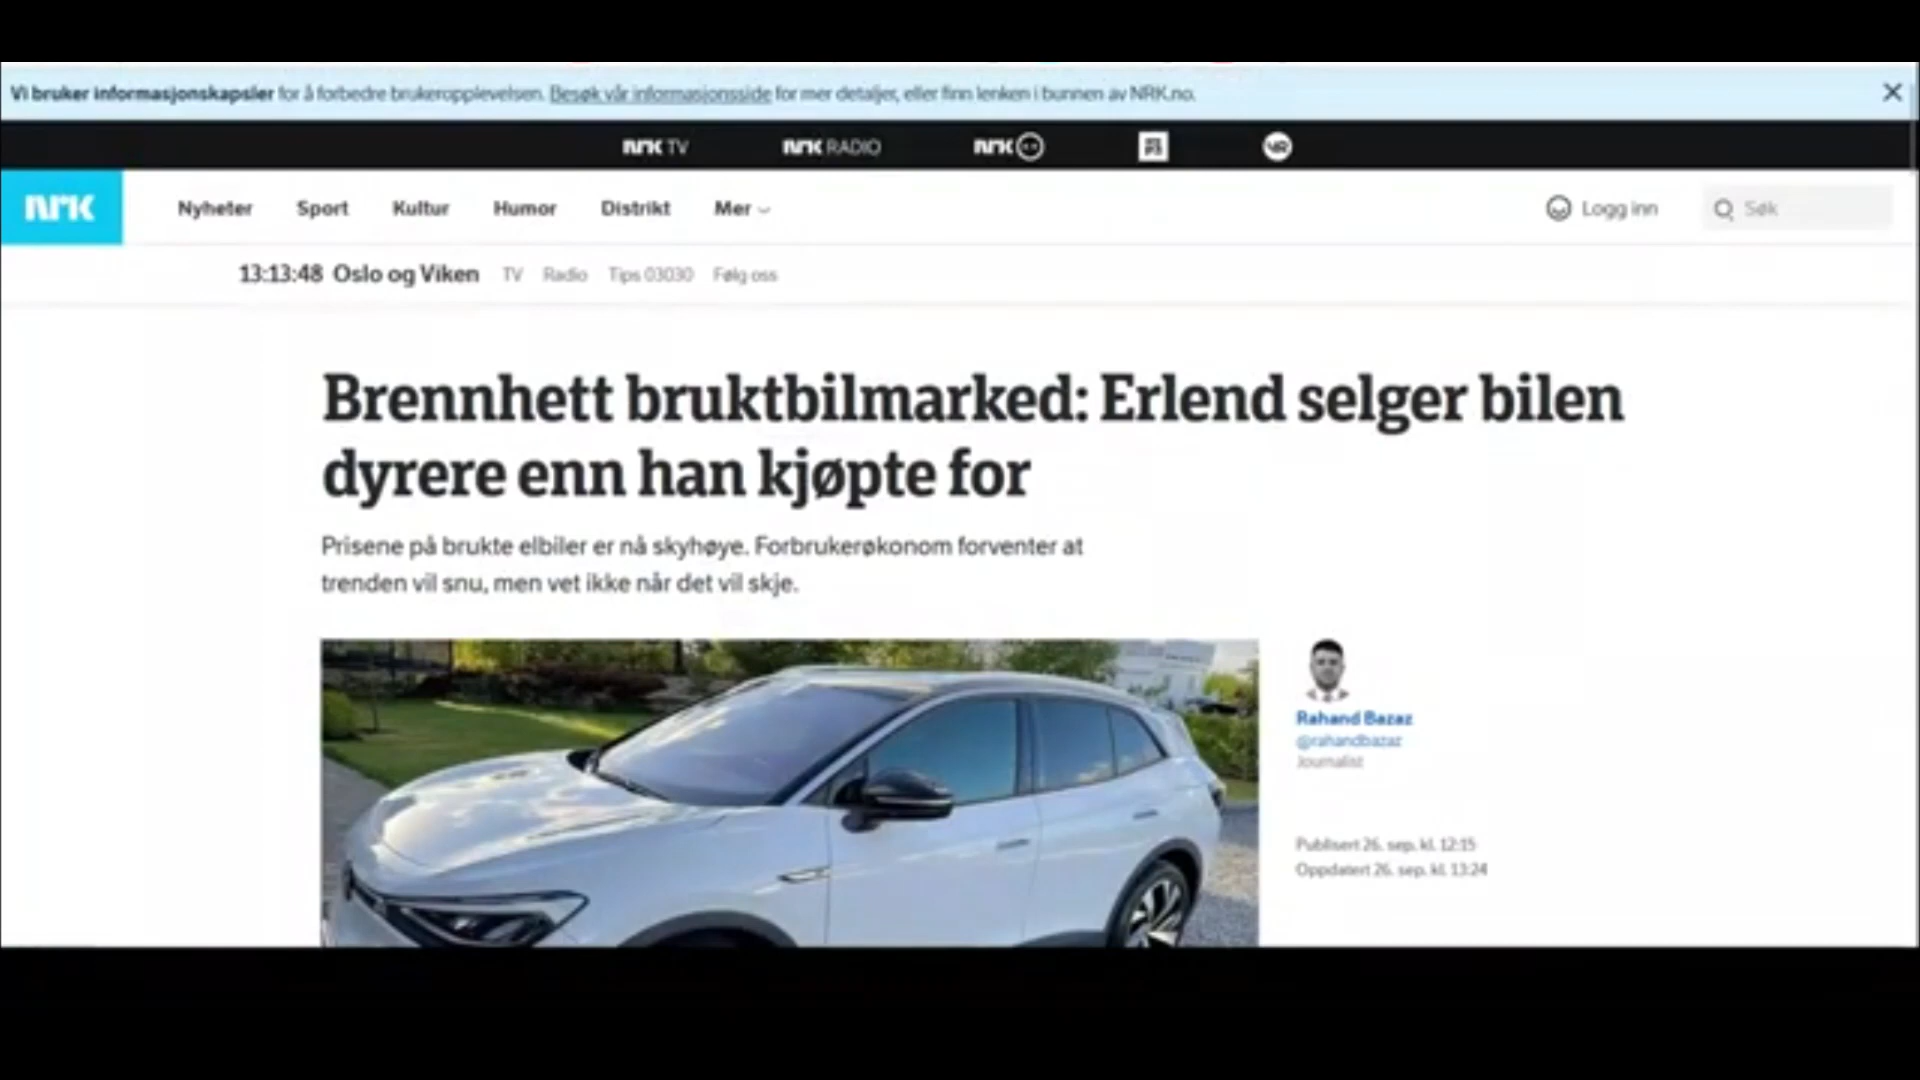 Vi bruker informasjonskapsler for å forbedre brukeropplevelsen. Besøk vår informasjonsside for mer detaljer, eller finn lenken i bunnen av NRK.no.
NRK TV NRK RADIO NRK P3 YR
NRK Nyheter Sport Kultur Humor Distrikt Mer Logg inn Søk
13:13:48 Oslo og Viken TV Radio Tips 03030 Følg oss
Brennhett bruktbilmarked: Erlend selger bilen
dyrere enn han kjøpte for
Prisene på brukte elbiler er nå skyhøye. Forbrukerøkonom forventer at
trenden vil snu, men vet ikke når det vil skje.
Rahand Bazaz
@rahandbazaz
Journalist
Publisert 26. sep. kl. 12:15
Oppdatert 26. sep. kl. 13:24